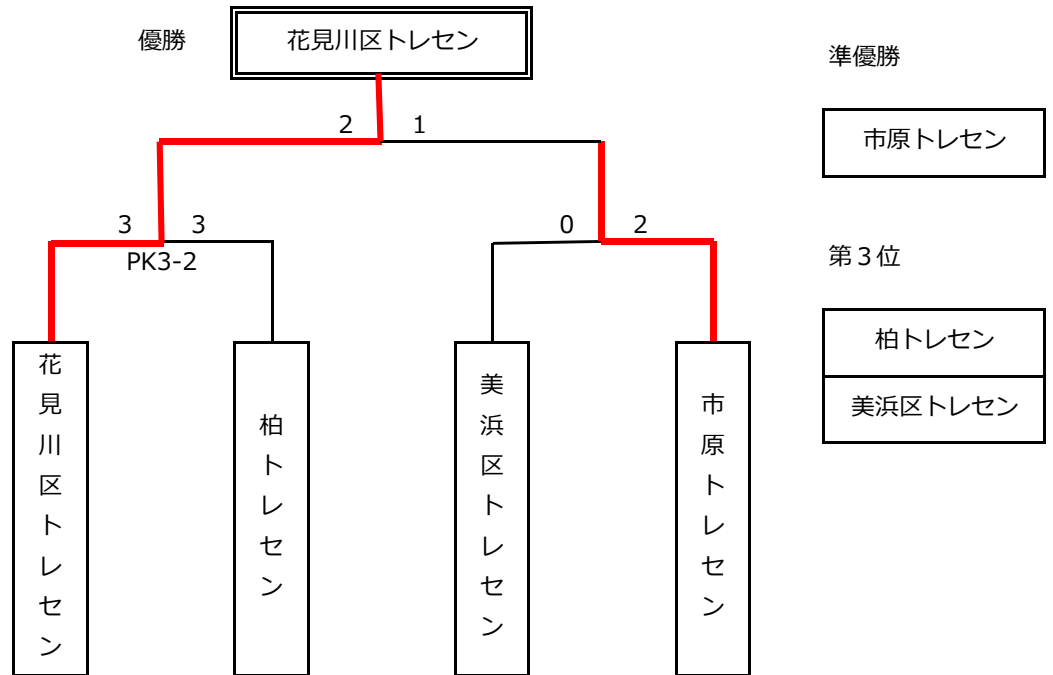 優勝
花見川区トレセン
準優勝
2 1
市原トレセン
3 3
0 2
PK3-2
第３位
柏トレセン
美浜区トレセン
花見川区トレセン
柏トレセン
美浜区トレセン
市原トレセン